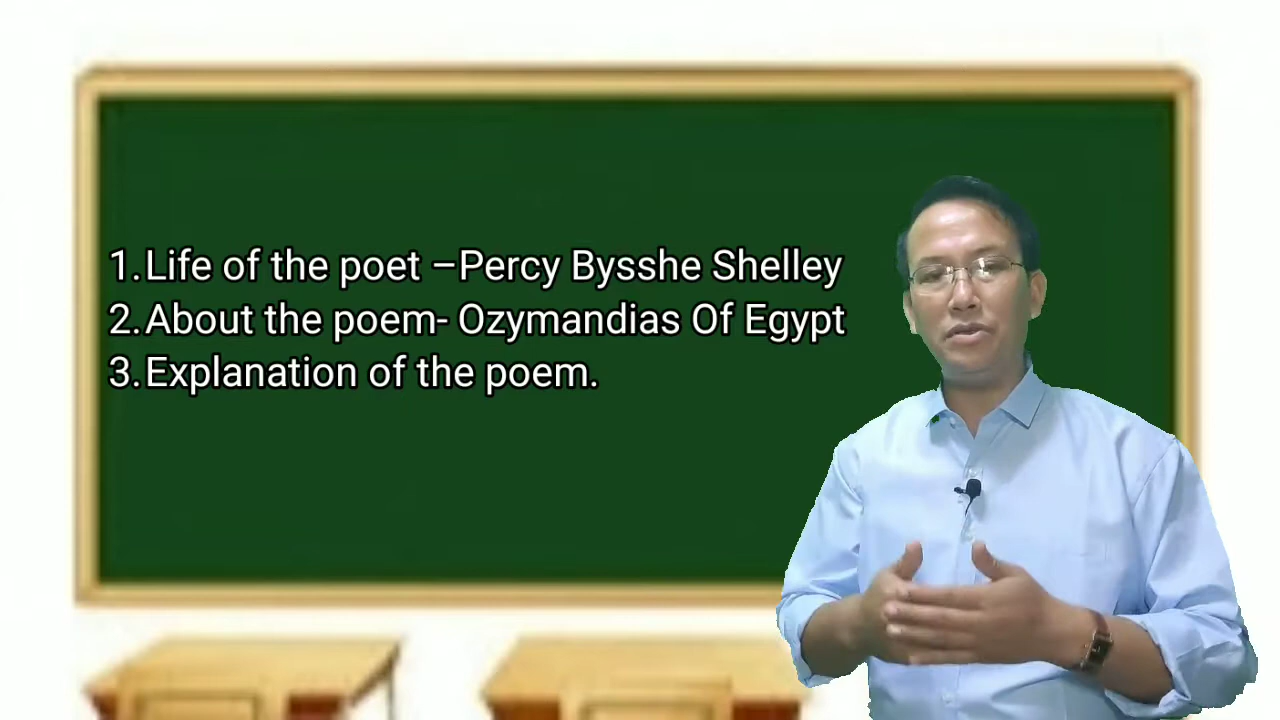 1.Life of the poet –Percy Bysshe Shelley
2.About the poem- Ozymandias Of Egypt
3.Explanation of the poem.